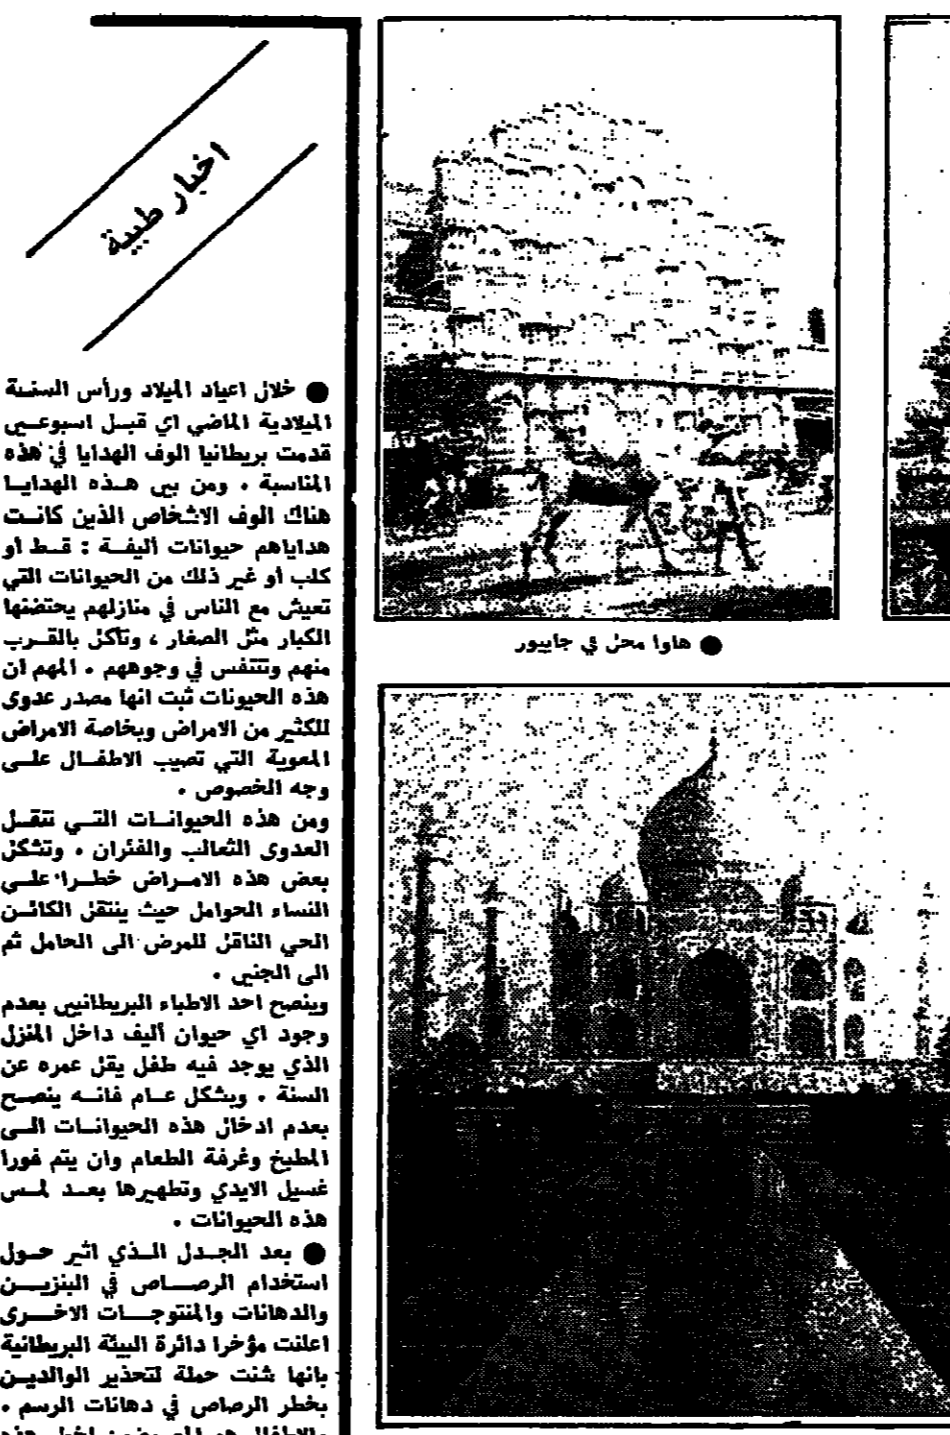 اخبار طبية
● خلال اعياد الميلاد ورأس السنة
الميلادية الماضي اي قبل اسبوعين
قدمت بريطانيا الوف الهدايا في هذه
المناسبة . ومن بين هذه الهدايا
هناك الوف الاشخاص الذين كانت
هداياهم حيوانات أليفة : قط او
كلب او غير ذلك من الحيوانات التي
تعيش مع الناس في منازلهم يحتضنها
الكبار مثل الصغار ، وتأكل بالقرب
منهم وتتنفس في وجوههم . المهم ان
هذه الحيونات ثبت انها مصدر عدوى
للكثير من الامراض وبخاصة الامراض
المعوية التي تصيب الاطفال على
وجه الخصوص .
ومن هذه الحيوانات التي تنقل
العدوى الثعالب والفئران . وتشكل
بعض هذه الامراض خطرا على
النساء الحوامل حيث ينتقل الكائن
الحي الناقل للمرض الى الحامل ثم
الى الجنين .
وينصح احد الاطباء البريطانيين بعدم
وجود اي حيوان أليف داخل المنزل
الذي يوجد فيه طفل يقل عمره عن
السنة . وبشكل عام فانه ينصح
بعدم ادخال هذه الحيوانات الى
المطبخ وغرفة الطعام وان يتم فورا
غسيل الايدي وتطهيرها بعد لمس
هذه الحيوانات .
● بعد الجدل الذي اثير حول
استخدام الرصاص في البنزين
والدهانات والمنتوجات الاخرى
اعلنت مؤخرا دائرة البيئة البريطانية
بانها شنت حملة لتحذير الوالدين
بخطر الرصاص في دهانات الرسم .
● هاوا محل في جايبور